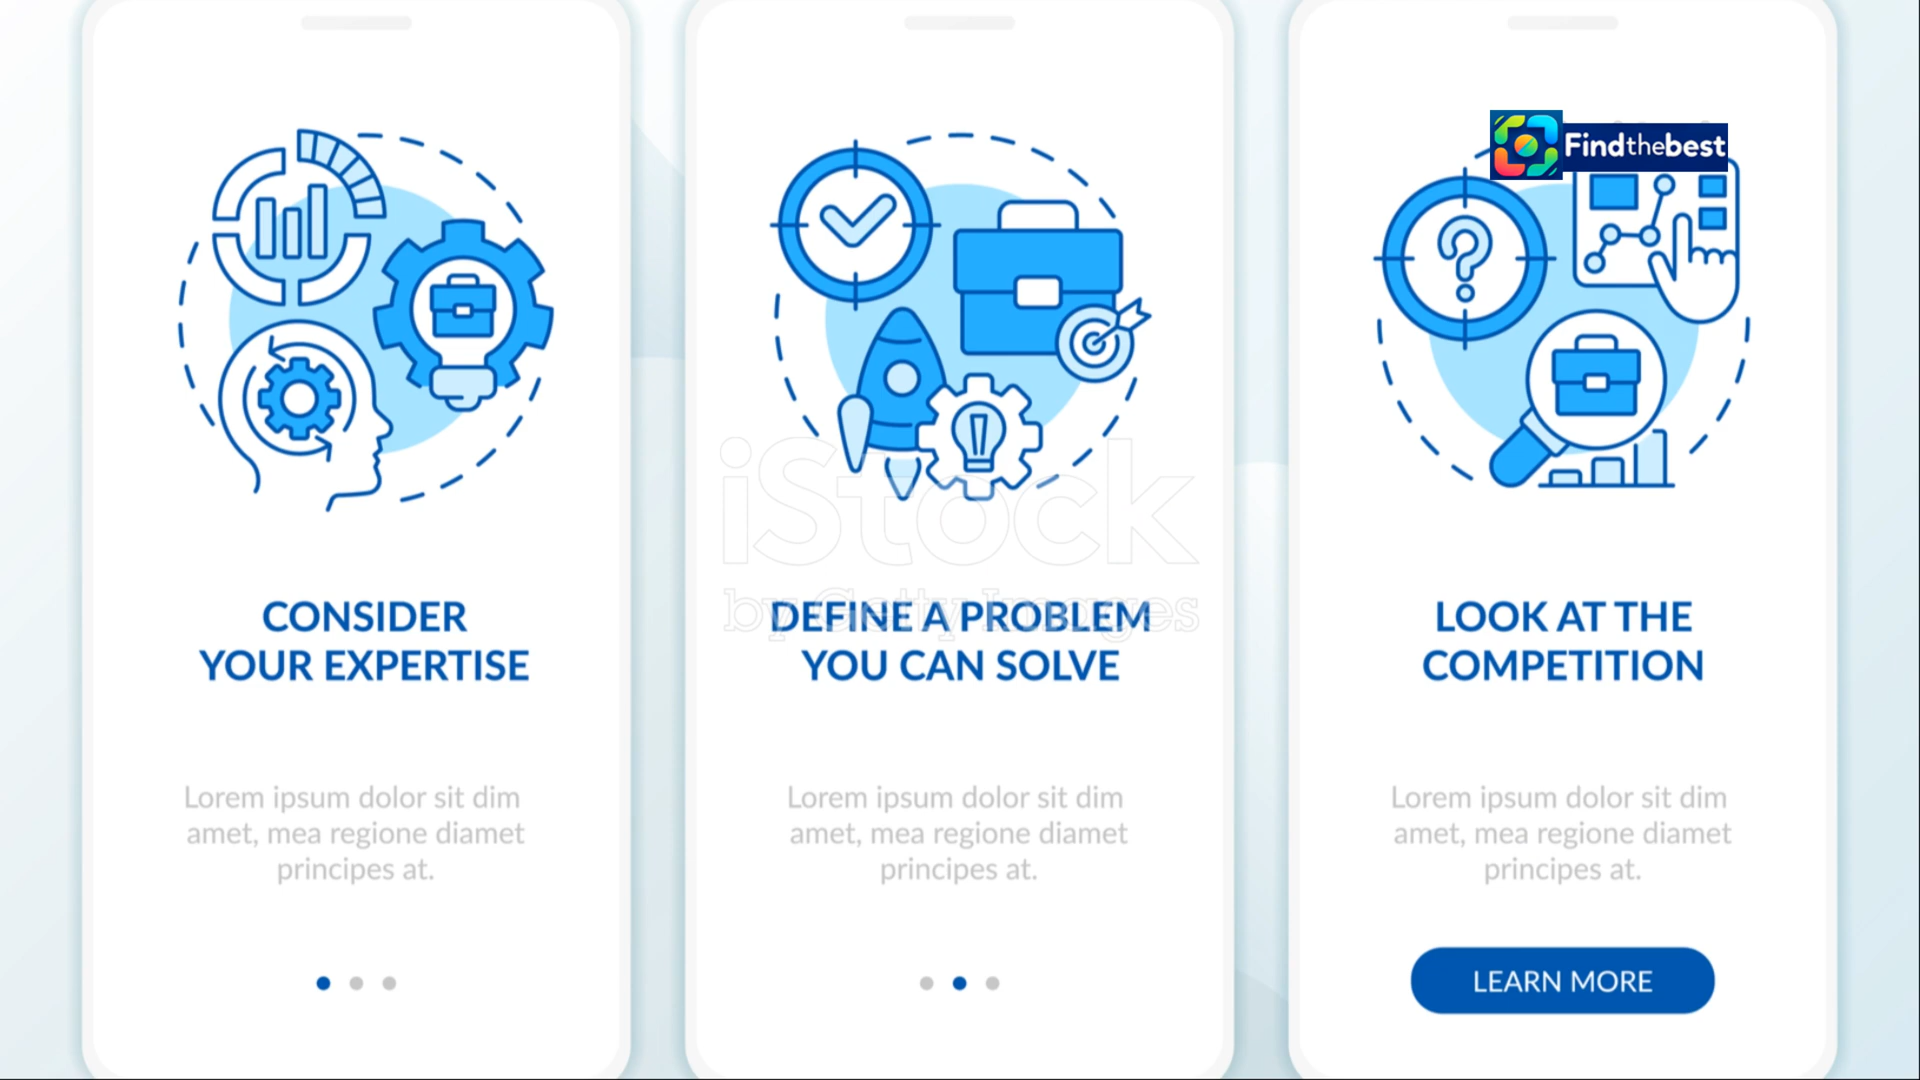 Findthebest
iStock
by Getty Images
CONSIDER
YOUR EXPERTISE
Lorem ipsum dolor sit dim
amet, mea regione diamet
principes at.
DEFINE A PROBLEM
YOU CAN SOLVE
Lorem ipsum dolor sit dim
amet, mea regione diamet
principes at.
LOOK AT THE
COMPETITION
Lorem ipsum dolor sit dim
amet, mea regione diamet
principes at.
LEARN MORE